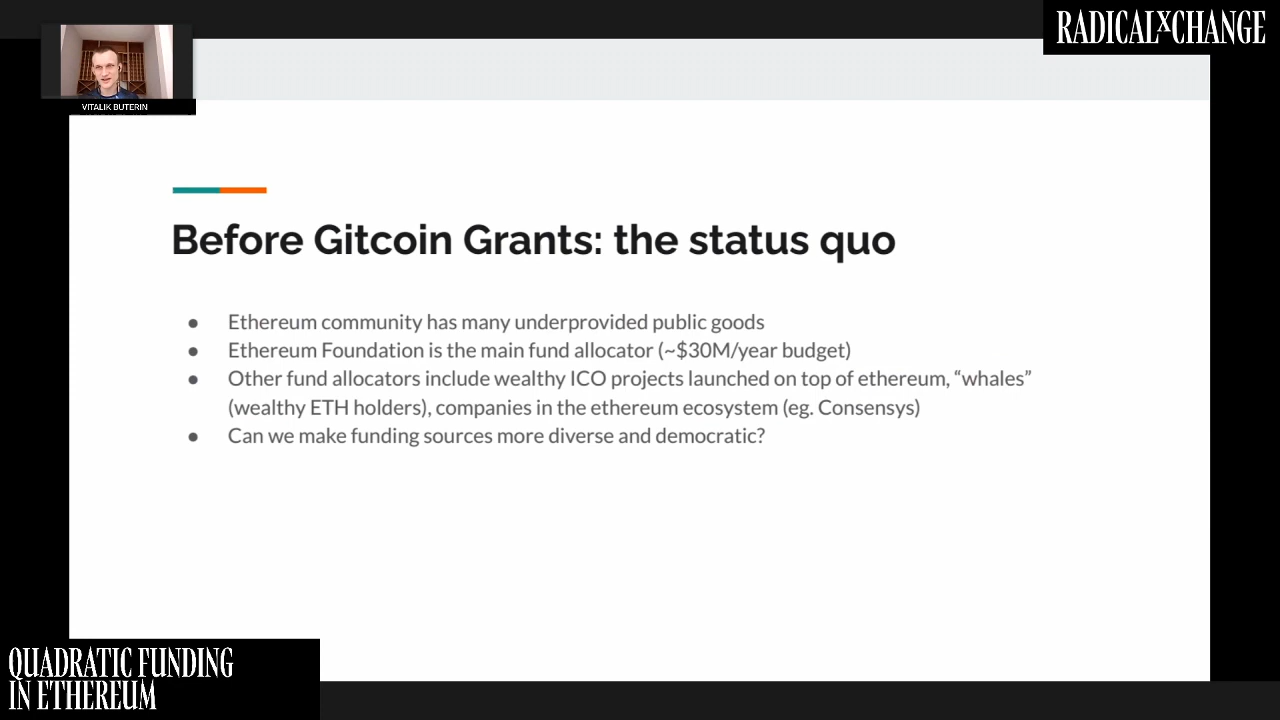 RADICALXCHANGE
VITALIK BUTERIN
Before Gitcoin Grants: the status quo
● Ethereum community has many underprovided public goods
● Ethereum Foundation is the main fund allocator (~$30M/year budget)
● Other fund allocators include wealthy ICO projects launched on top of ethereum, “whales”
(wealthy ETH holders), companies in the ethereum ecosystem (eg. Consensys)
● Can we make funding sources more diverse and democratic?
QUADRATIC FUNDING
IN ETHEREUM